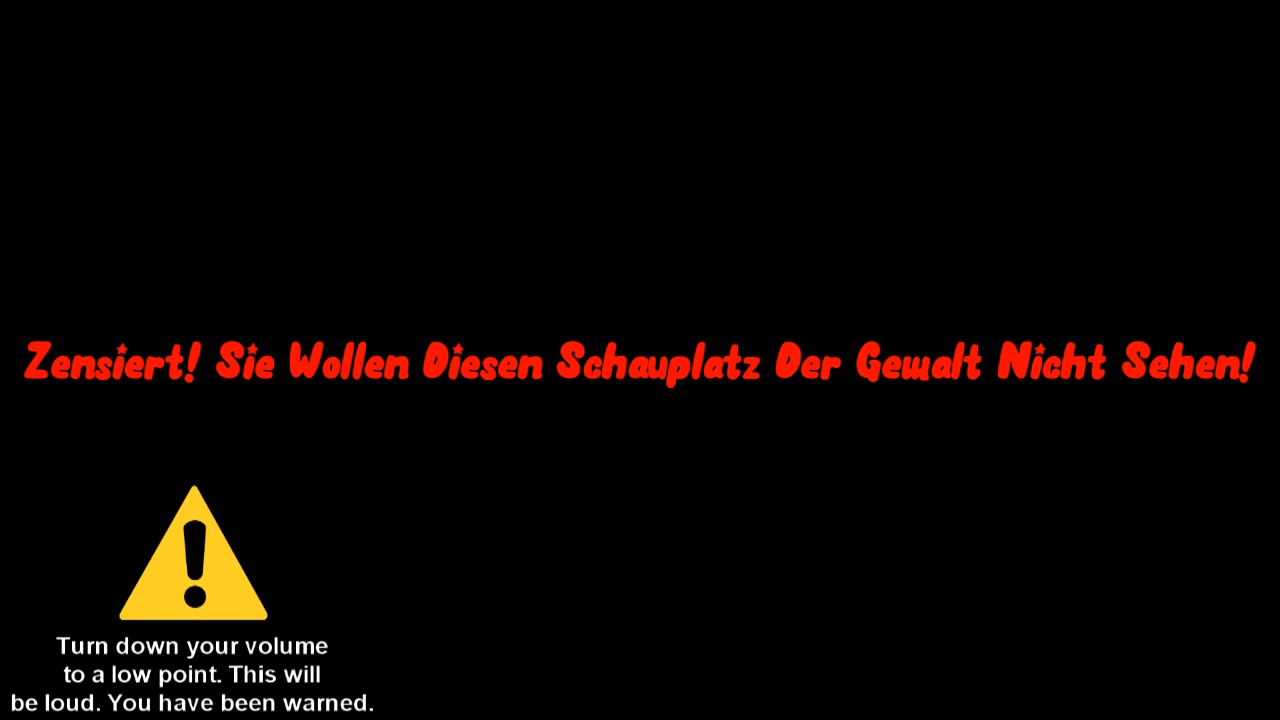 Zensiert! Sie Wollen Diesen Schauplatz Der Gewalt Nicht Sehen!
Turn down your volume
to a low point. This will
be loud. You have been warned.